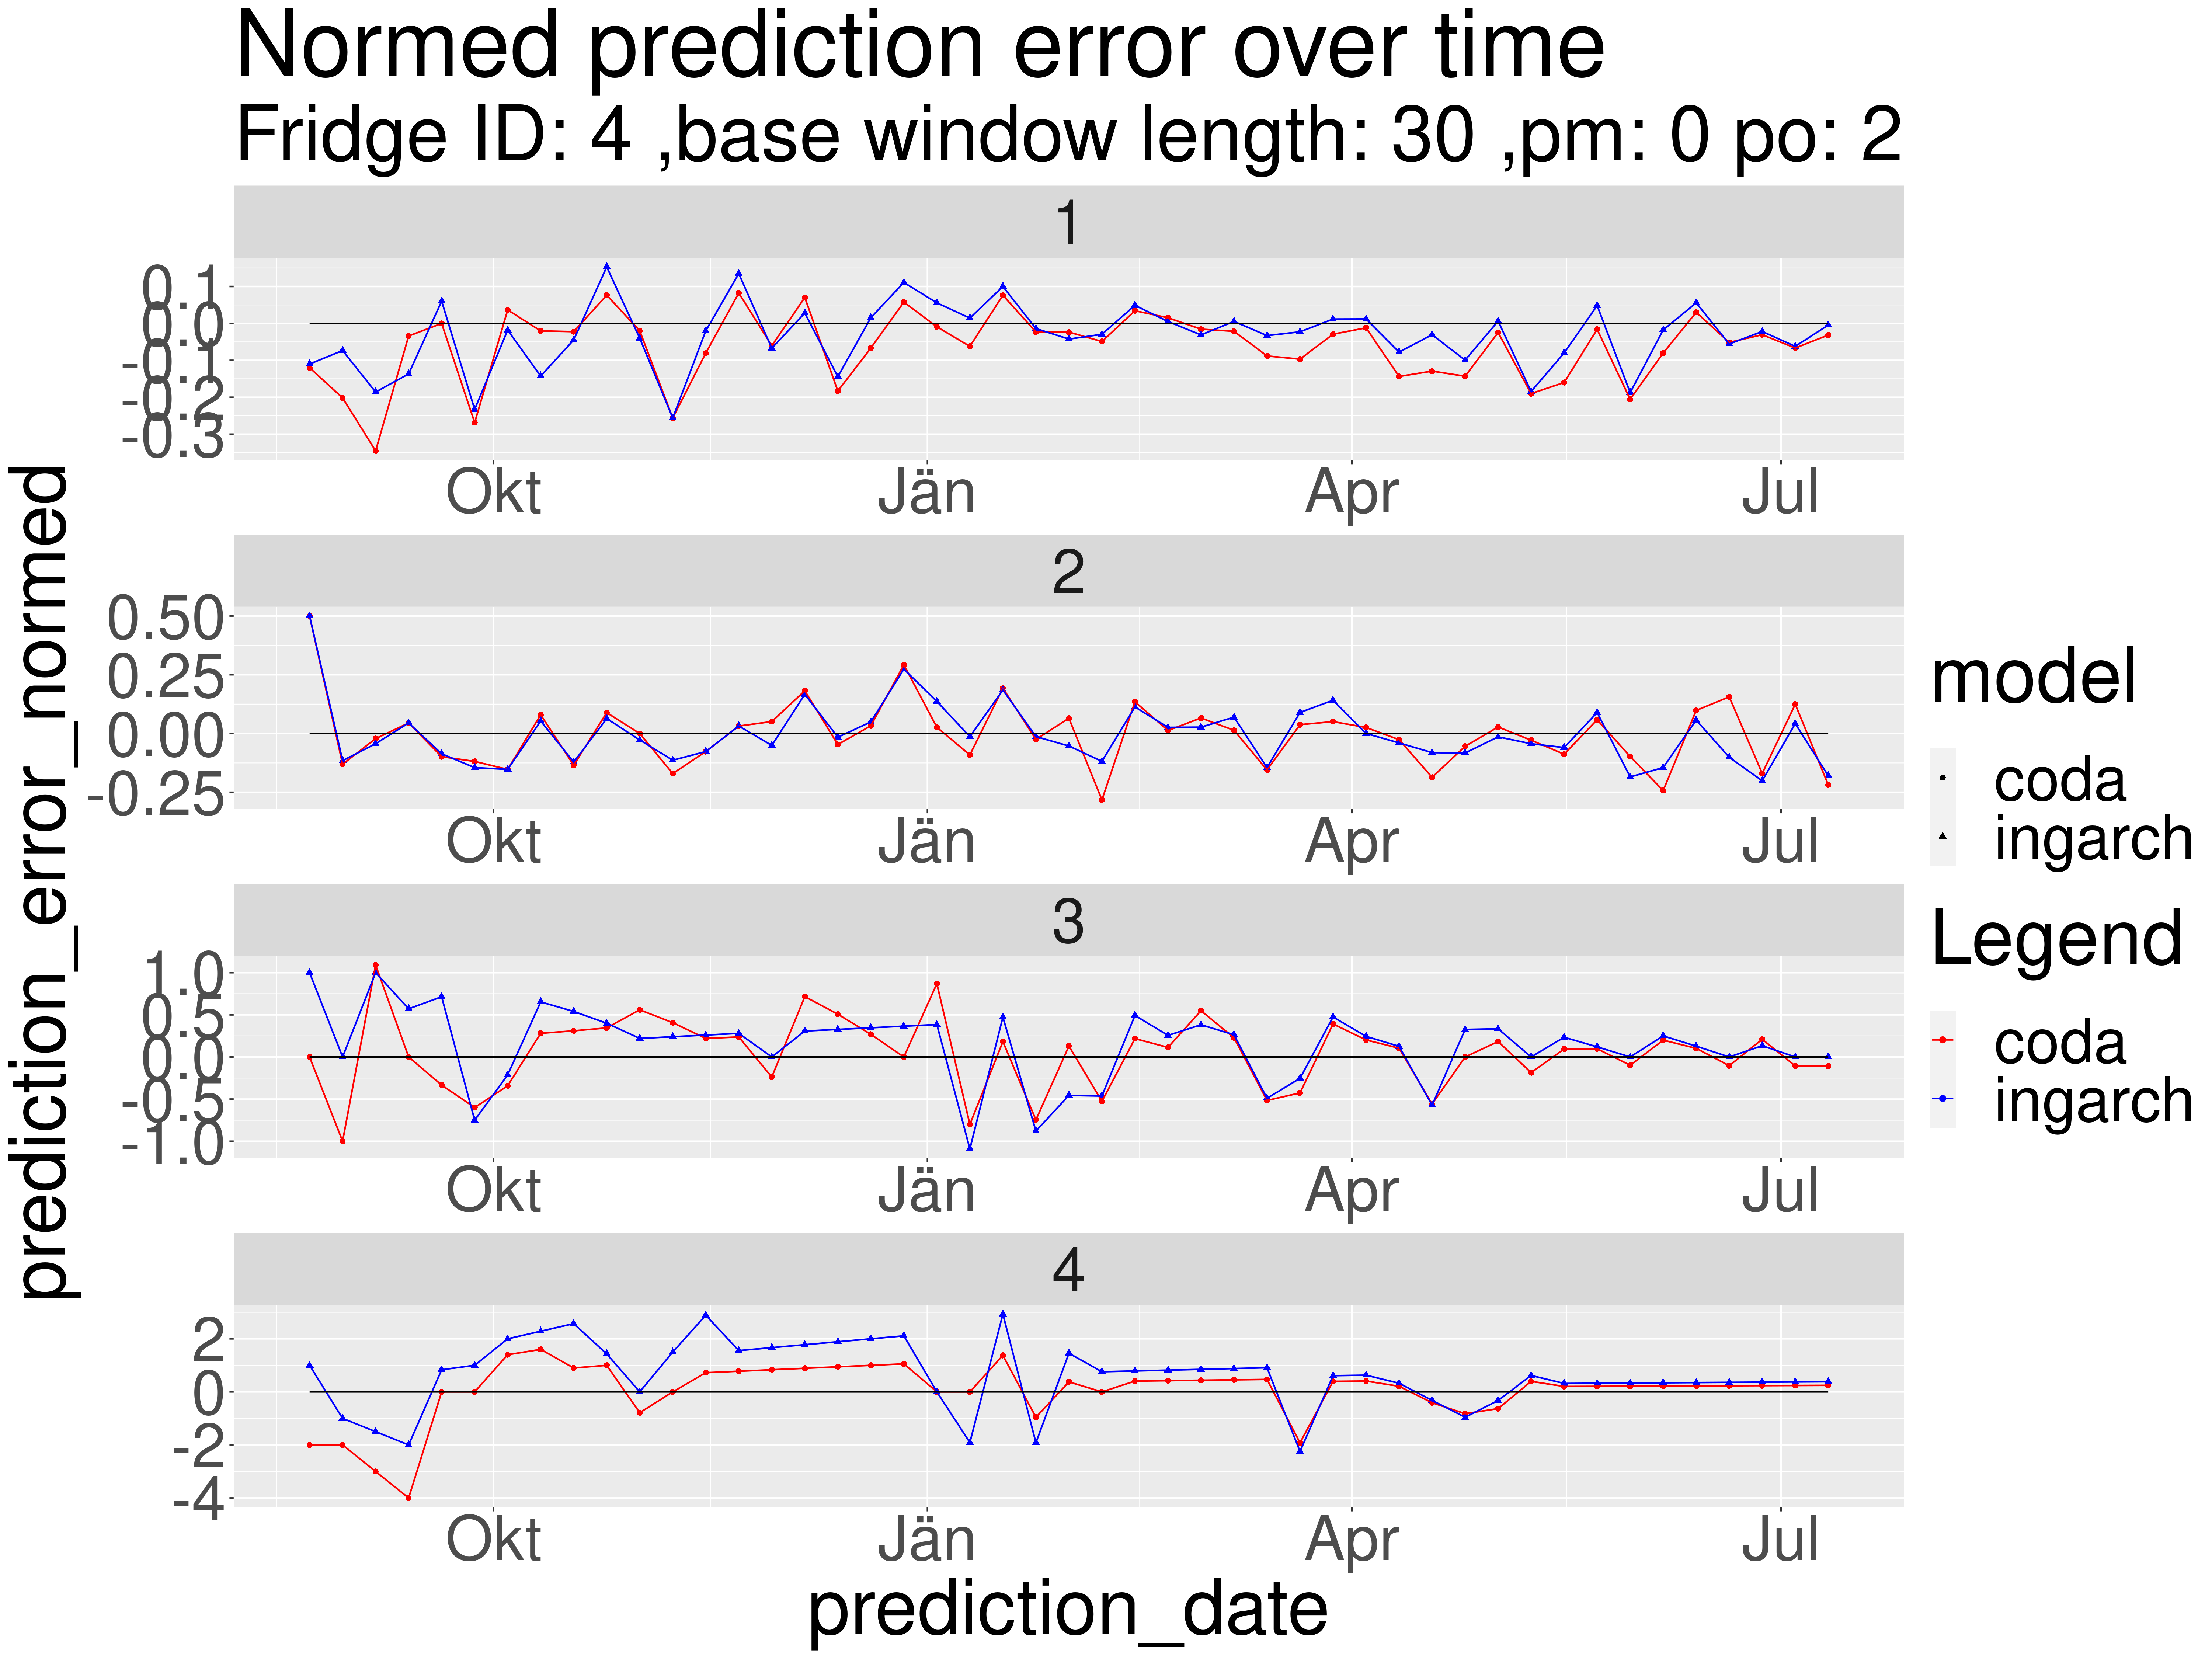 Normed prediction error over time
Fridge ID: 4 ,base window length: 30 ,pm: 0 po: 2
prediction_error_normed
1
0.1
0.0
-0.1
-0.2
-0.3
Okt Jän Apr Jul
2
0.50
0.25
0.00
-0.25
Okt Jän Apr Jul
3
1.0
0.5
0.0
-0.5
-1.0
Okt Jän Apr Jul
4
2
0
-2
-4
Okt Jän Apr Jul
prediction_date
model
coda
ingarch
Legend
coda
ingarch